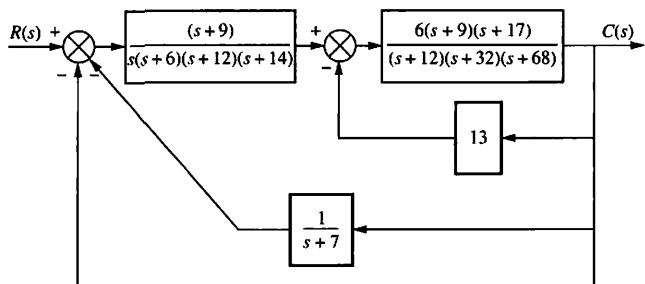 R(s) + (s + 9) + 6(s + 9)(s + 17) C(s)
s(s + 6)(s + 12)(s + 14) (s + 12)(s + 32)(s + 68)
− − −
13
1
s + 7